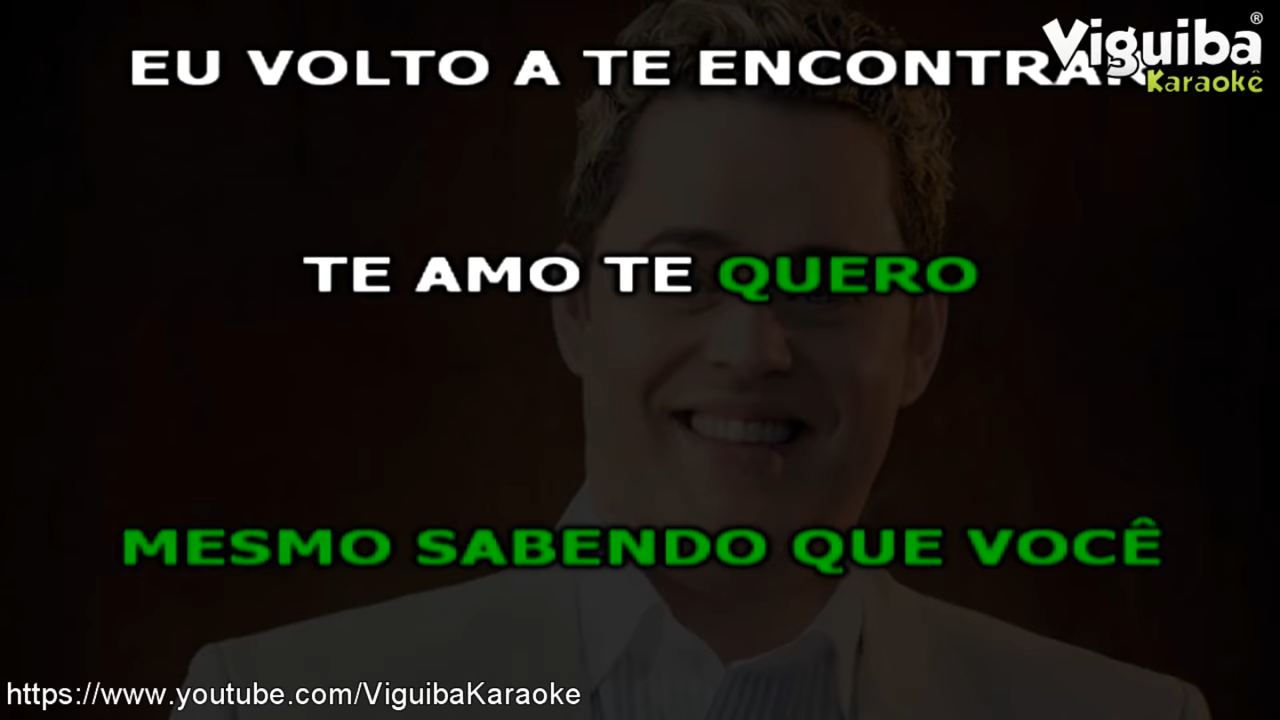 Viguiba®
Karaokê
EU VOLTO A TE ENCONTRAR
TE AMO TE QUERO
MESMO SABENDO QUE VOCÊ
https://www.youtube.com/ViguibaKaraoke